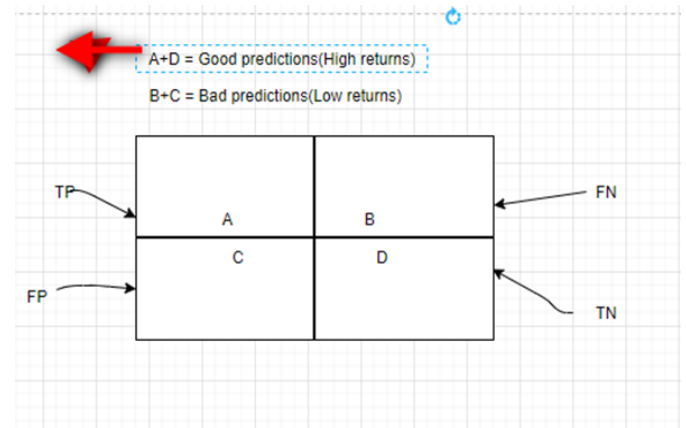 A+D = Good predictions(High returns)
B+C = Bad predictions(Low returns)
TP
FN
A
B
C
D
FP
TN